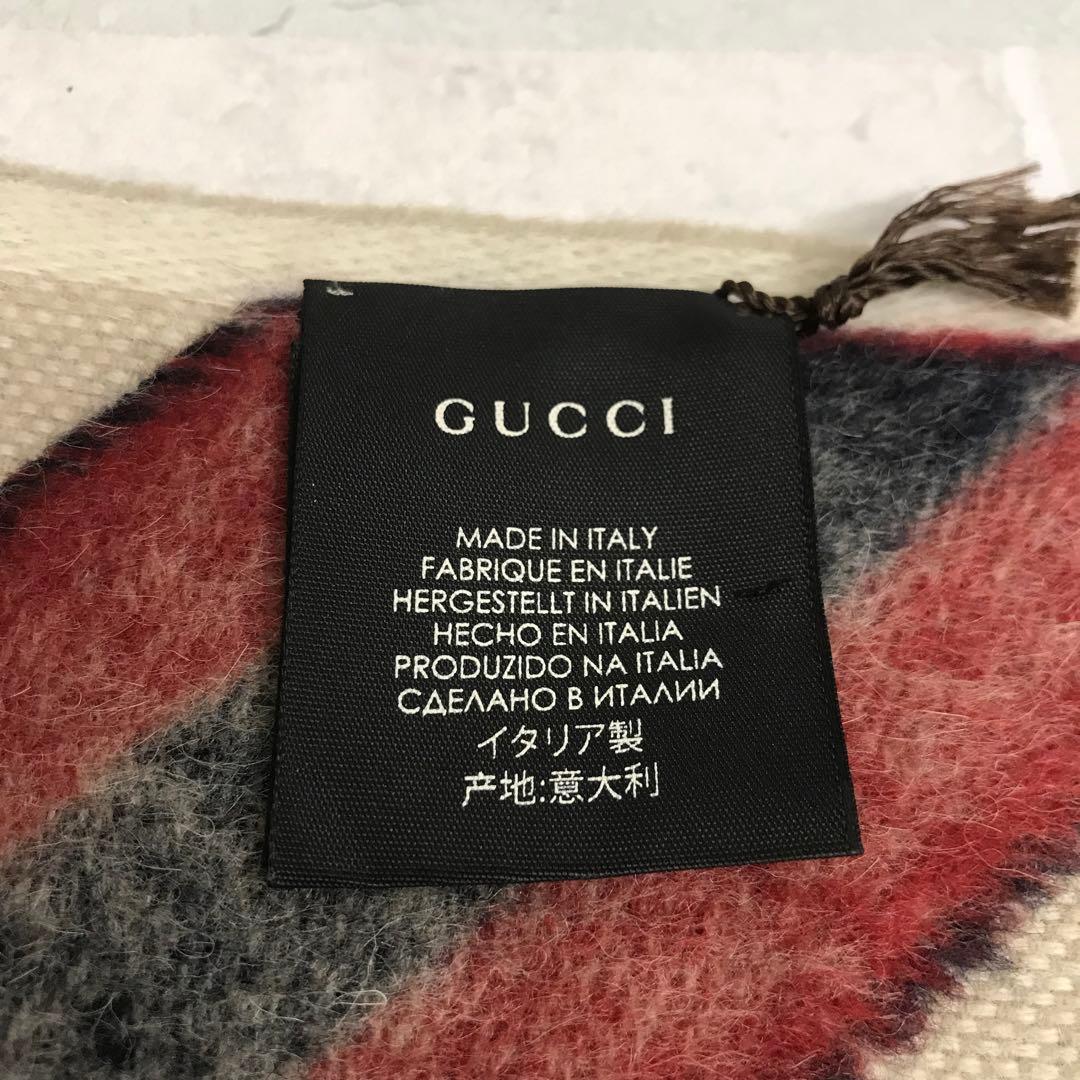 GUCCI
MADE IN ITALY
FABRIQUE EN ITALIE
HERGESTELLT IN ITALIEN
HECHO EN ITALIA
PRODUZIDO NA ITALIA
СДЕЛАНО В ИТАЛИИ
イタリア製
产地:意大利